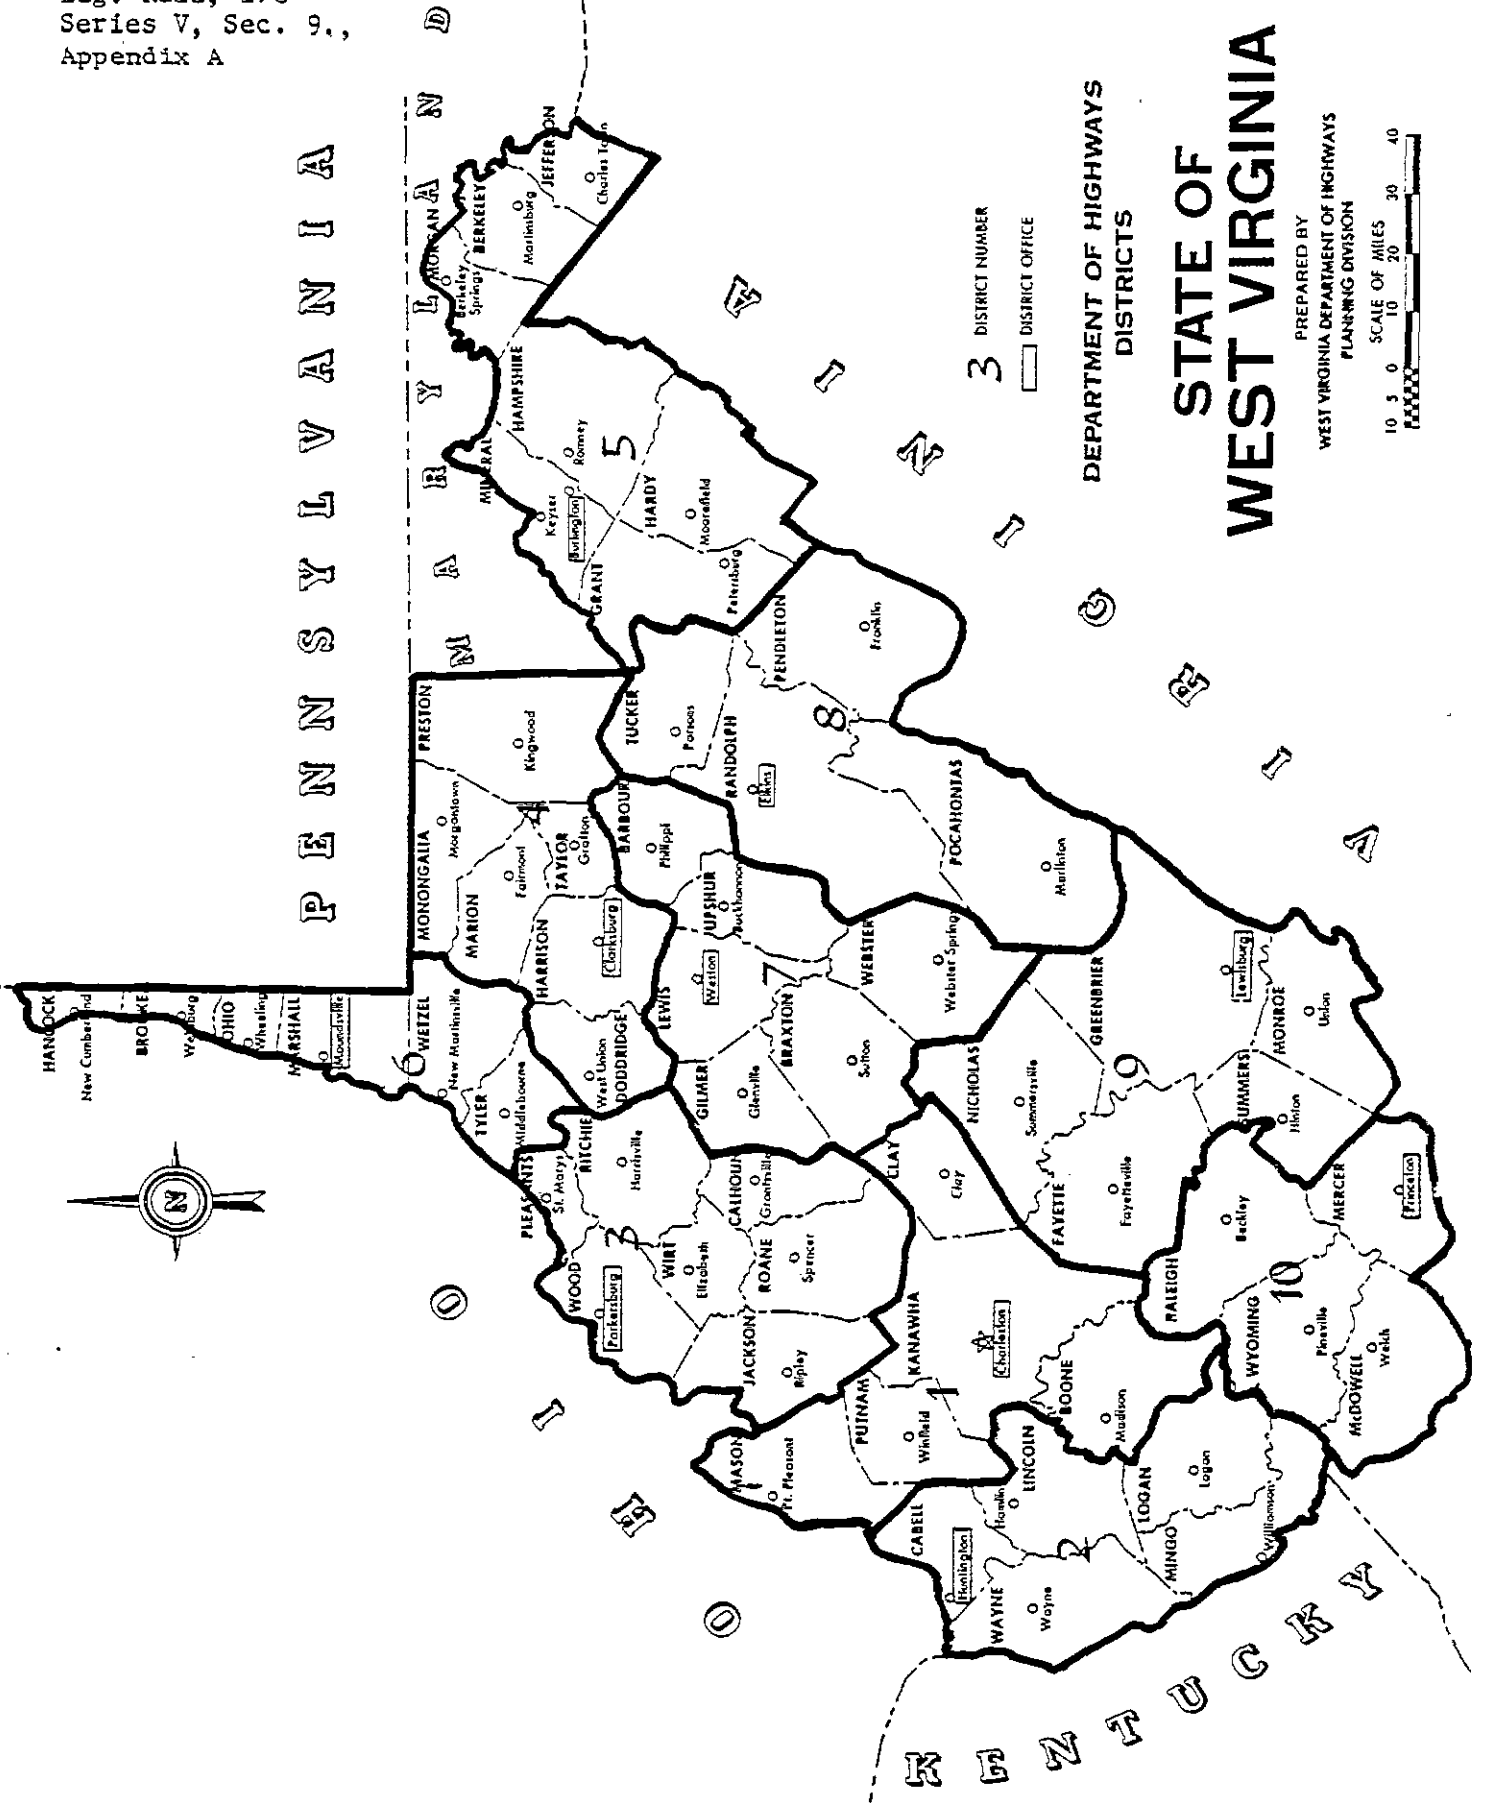 Series V, Sec. 9.,
Appendix A
PENNSYLVANIA
MARYLAND
OHIO
KENTUCKY
VIRGINIA
N
HANCOCK
BROOKE
OHIO
Wheeling
MARSHALL
Moundsville
6
WETZEL
New Martinsville
TYLER
Middlebourne
MONONGALIA
Morgantown
PRESTON
Kingwood
MARION
Fairmont
4
TAYLOR
Grafton
HARRISON
Clarksburg
West Union
DODDRIDGE
BARBOUR
Philippi
TUCKER
Parsons
MINERAL
Keyser
Burlington
HAMPSHIRE
Romney
5
HARDY
Moorefield
GRANT
Petersburg
MORGAN
Berkeley
Springs
BERKELEY
Martinsburg
JEFFERSON
Charles Town
PLEASANTS
St. Marys
RITCHIE
Harrisville
WOOD
Parkersburg
3
WIRT
Elizabeth
CALHOUN
Grantsville
ROANE
Spencer
JACKSON
Ripley
GILMER
Glenville
LEWIS
Weston
UPSHUR
Buckhannon
7
BRAXTON
Sutton
WEBSTER
Webster Springs
RANDOLPH
Elkins
8
PENDLETON
Franklin
POCAHONTAS
Marlinton
MASON
Pt. Pleasant
PUTNAM
Winfield
1
KANAWHA
Charleston
CLAY
Clay
BOONE
Madison
NICHOLAS
Summersville
FAYETTE
Fayetteville
9
GREENBRIER
Lewisburg
MONROE
Union
SUMMERS
Hinton
CABELL
Huntington
WAYNE
Wayne
LINCOLN
Hamlin
2
MINGO
Williamson
LOGAN
Logan
RALEIGH
Beckley
10
WYOMING
Pineville
McDOWELL
Welch
MERCER
Princeton
3 DISTRICT NUMBER
DISTRICT OFFICE
DEPARTMENT OF HIGHWAYS
DISTRICTS
STATE OF
WEST VIRGINIA
PREPARED BY
WEST VIRGINIA DEPARTMENT OF HIGHWAYS
PLANNING DIVISION
SCALE OF MILES
10 5 0 10 20 30 40